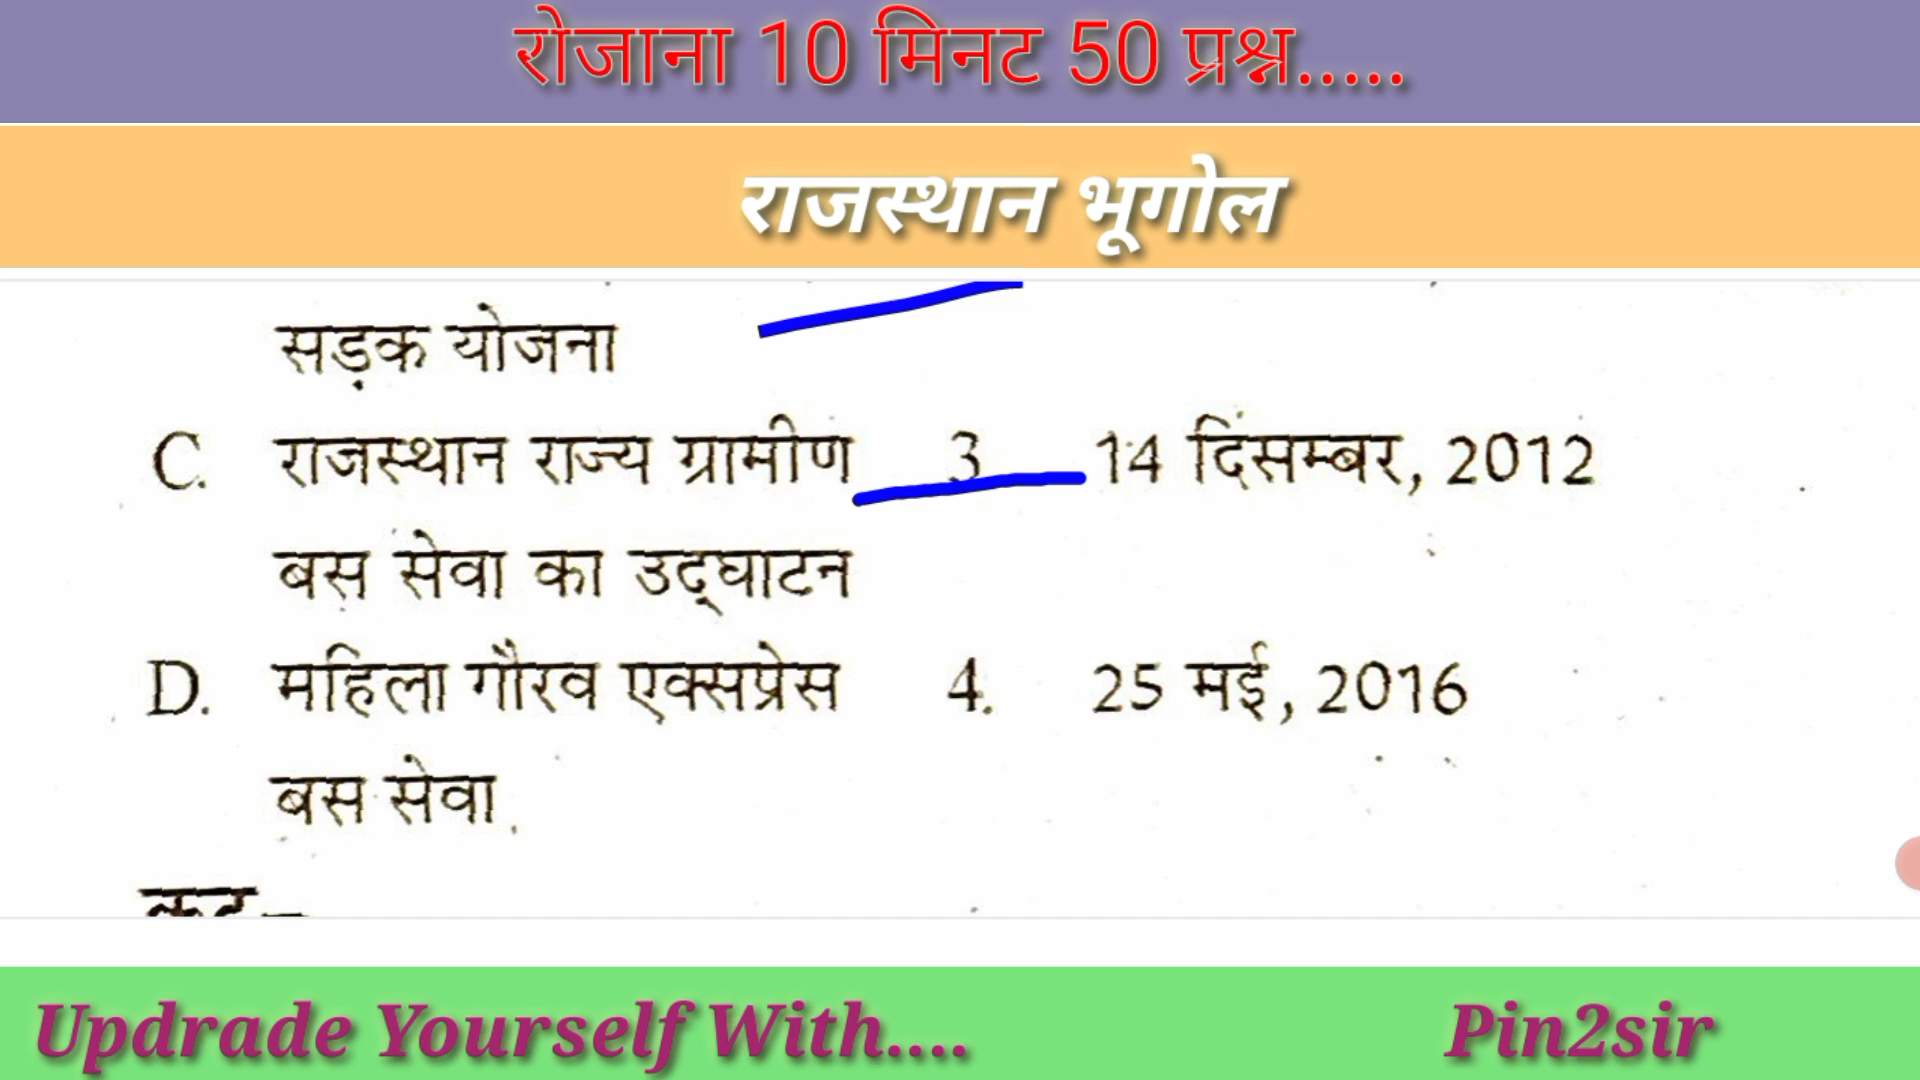 रोजाना 10 मिनट 50 प्रश्न.....
राजस्थान भूगोल
सड़क योजना
C. राजस्थान राज्य ग्रामीण 3 14 दिसम्बर, 2012
बस सेवा का उद्घाटन
D. महिला गौरव एक्सप्रेस 4. 25 मई, 2016
बस सेवा
Updrade Yourself With.... Pin2sir